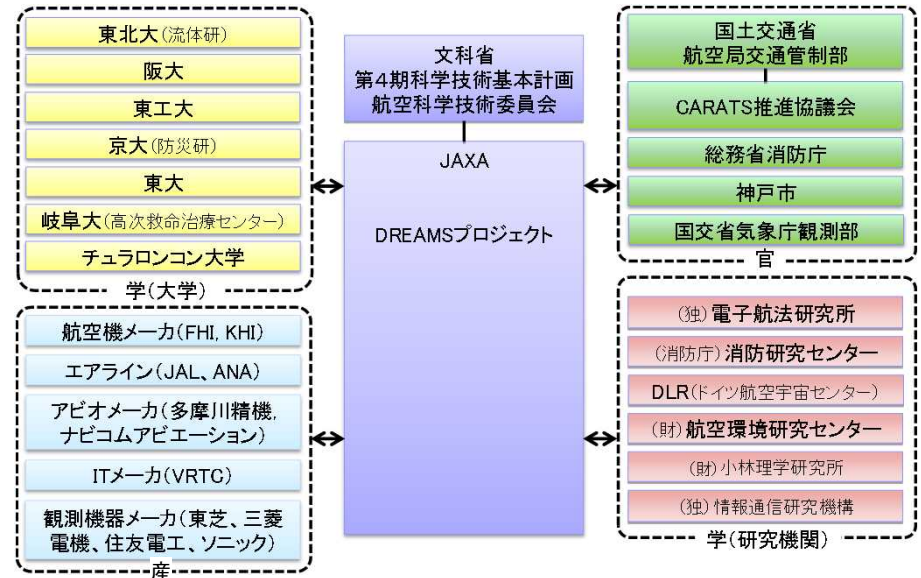 東北大(流体研)
阪大
東工大
京大(防災研)
東大
岐阜大(高次救命治療センター)
チュラロンコン大学
学(大学)
航空機メーカ(FHI, KHI)
エアライン(JAL、ANA)
アビオメーカ(多摩川精機,
ナビコムアビエーション)
ITメーカ(VRTC)
観測機器メーカ(東芝、三菱
電機、住友電工、ソニック)
産
文科省
第4期科学技術基本計画
航空科学技術委員会
JAXA
DREAMSプロジェクト
国土交通省
航空局交通管制部
CARATS推進協議会
総務省消防庁
神戸市
国交省気象庁観測部
官
(独)電子航法研究所
(消防庁)消防研究センター
DLR(ドイツ航空宇宙センター)
(財)航空環境研究センター
(財)小林理学研究所
(独)情報通信研究機構
学(研究機関)